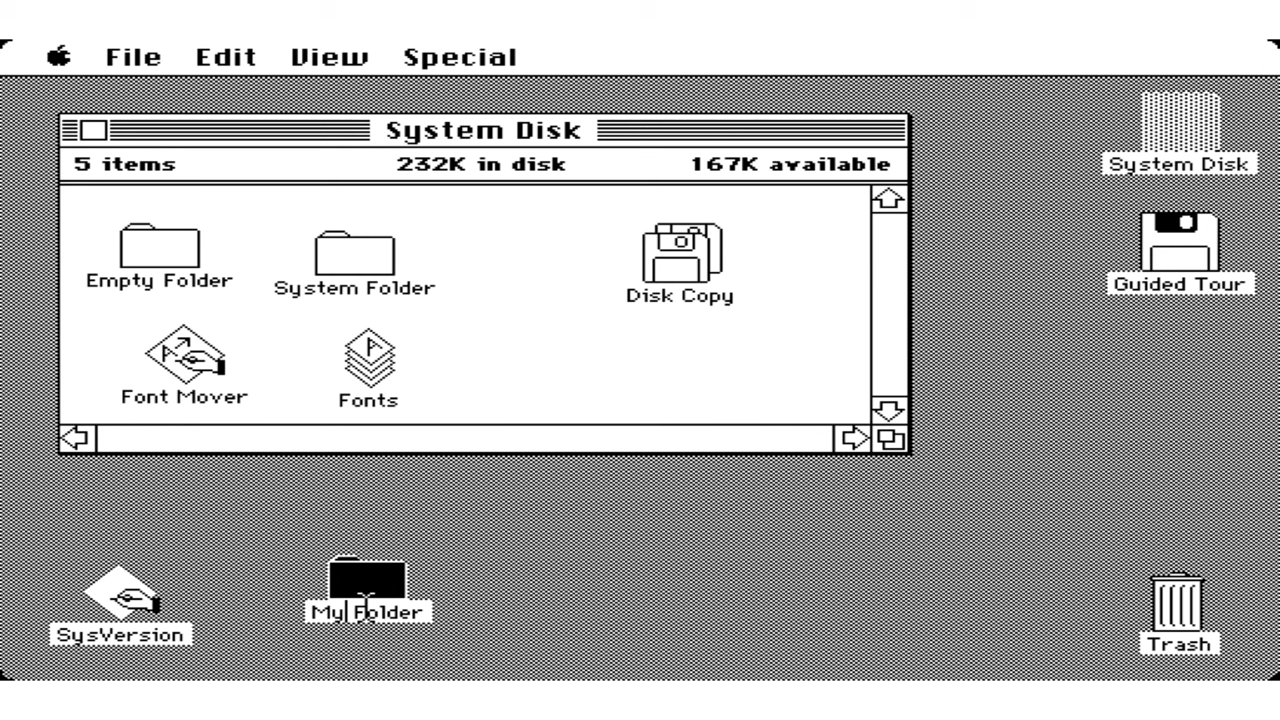 File Edit View Special
System Disk
5 items 232K in disk 167K available
System Disk
Empty Folder
System Folder
Disk Copy
Guided Tour
Font Mover
Fonts
My Folder
SysVersion
Trash